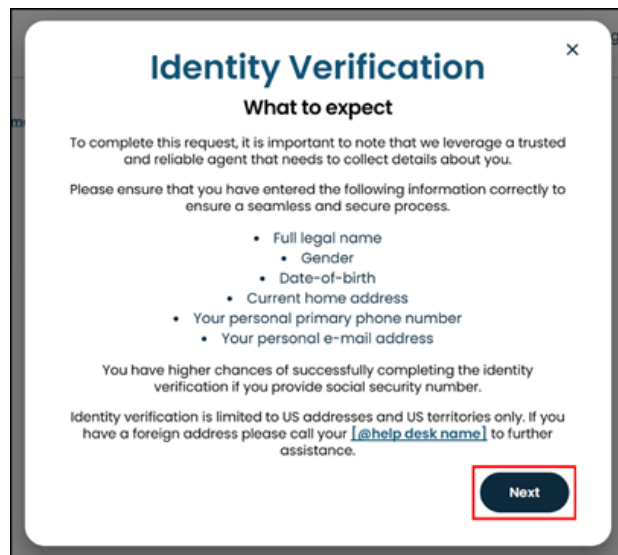 Identity Verification
What to expect
To complete this request, it is important to note that we leverage a trusted
and reliable agent that needs to collect details about you.
Please ensure that you have entered the following information correctly to
ensure a seamless and secure process.
• Full legal name
• Gender
• Date-of-birth
• Current home address
• Your personal primary phone number
• Your personal e-mail address
You have higher chances of successfully completing the identity
verification if you provide social security number.
Identity verification is limited to US addresses and US territories only. If you
have a foreign address please call your [@help desk name] to further
assistance.
Next